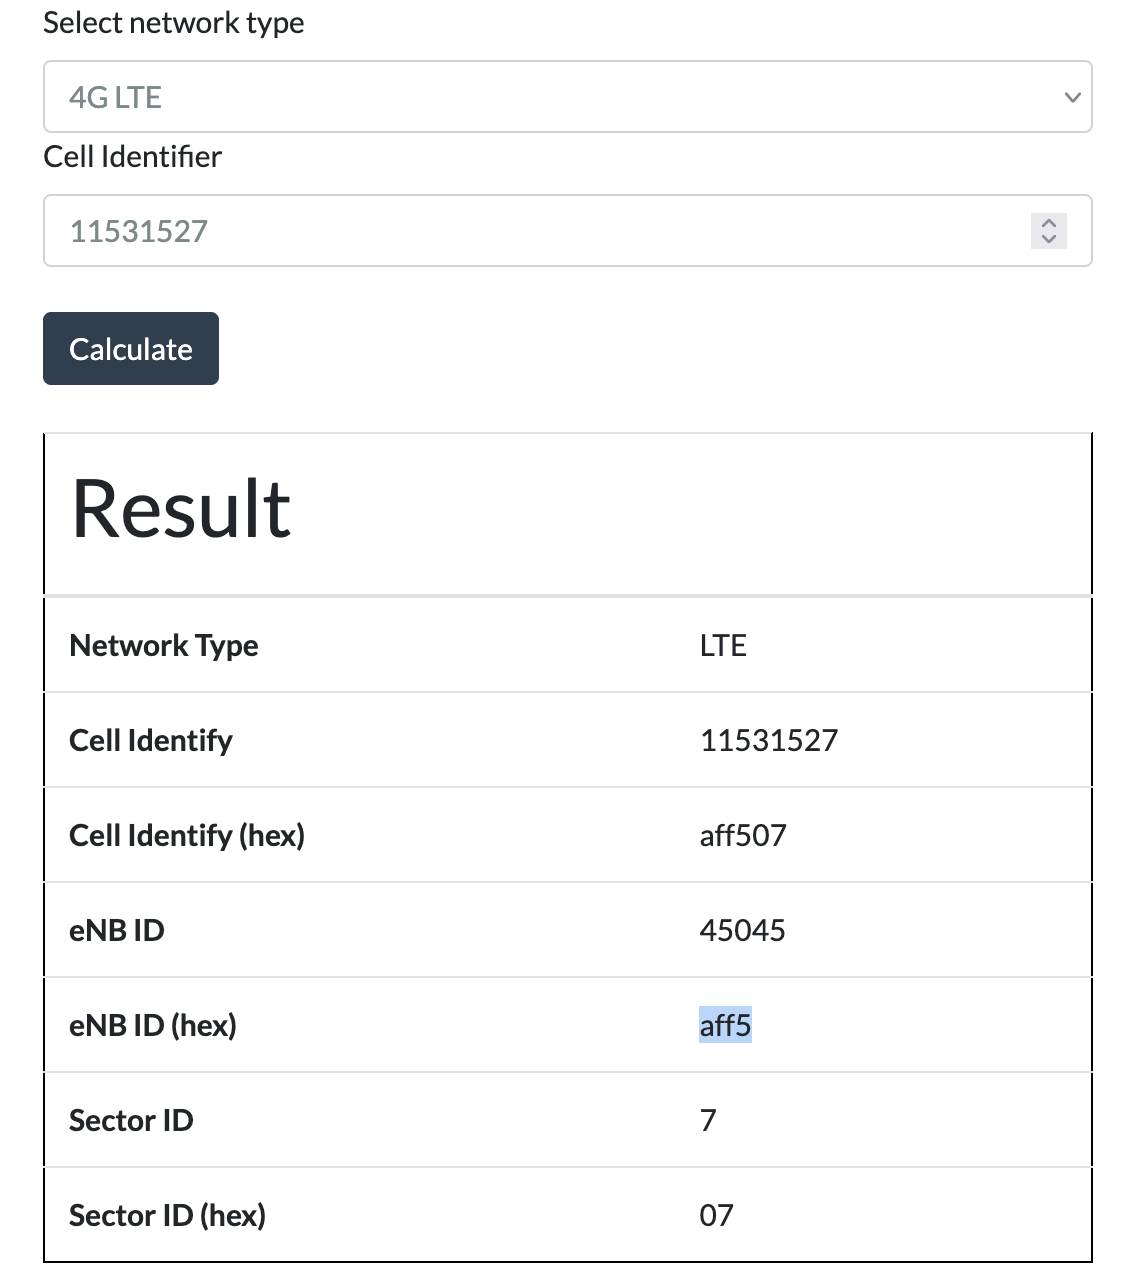 Select network type
4G LTE
Cell Identifier
11531527
Calculate
Result
Network Type LTE
Cell Identify 11531527
Cell Identify (hex) aff507
eNB ID 45045
eNB ID (hex) aff5
Sector ID 7
Sector ID (hex) 07